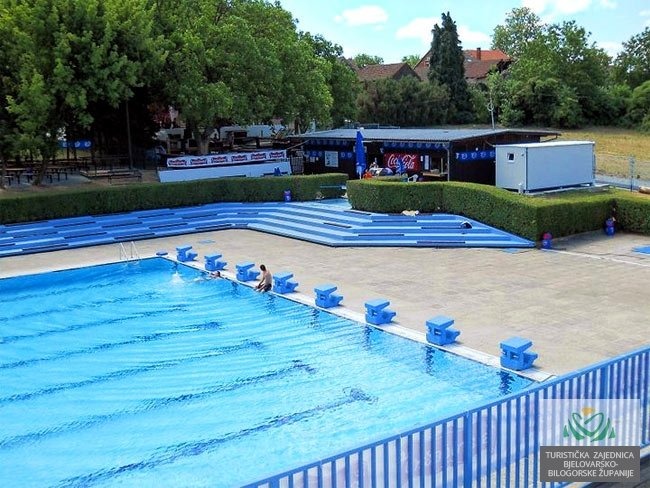 Coca-Cola
TURISTIČKA ZAJEDNICA
BJELOVARSKO-
BILOGORSKE ŽUPANIJE